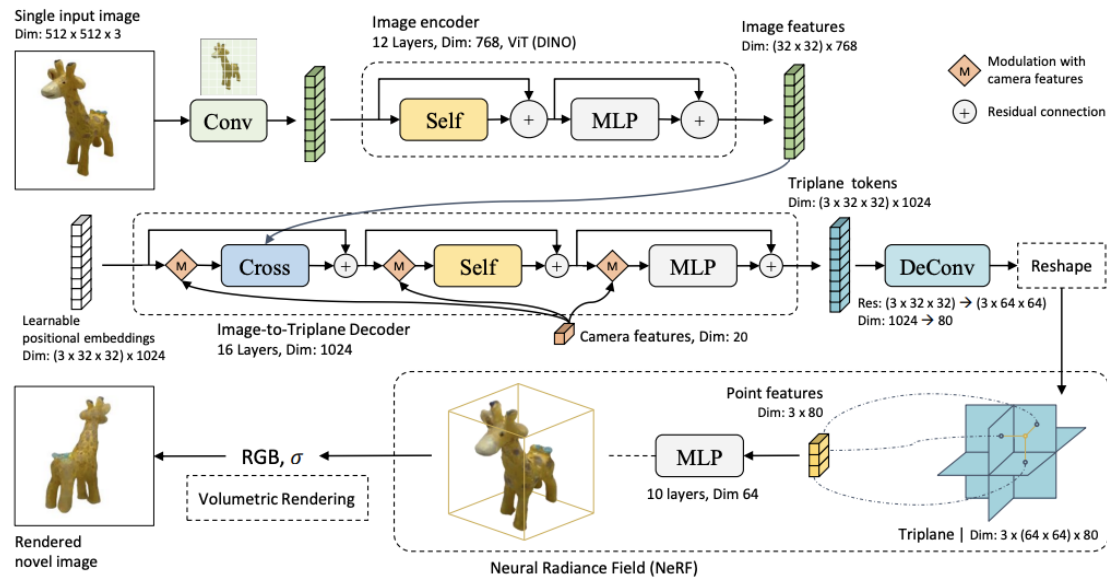 Single input image
Dim: 512 x 512 x 3
Conv
Image encoder
12 Layers, Dim: 768, ViT (DINO)
Self
+
MLP
+
Image features
Dim: (32 x 32) x 768
M
Modulation with
camera features
+
Residual connection
Learnable
positional embeddings
Dim: (3 x 32 x 32) x 1024
M
Cross
+
M
Self
+
M
MLP
+
Image-to-Triplane Decoder
16 Layers, Dim: 1024
Camera features, Dim: 20
Triplane tokens
Dim: (3 x 32 x 32) x 1024
DeConv
Res: (3 x 32 x 32) → (3 x 64 x 64)
Dim: 1024 → 80
Reshape
Rendered
novel image
RGB, σ
Volumetric Rendering
MLP
10 layers, Dim 64
Point features
Dim: 3 x 80
Triplane | Dim: 3 x (64 x 64) x 80
Neural Radiance Field (NeRF)